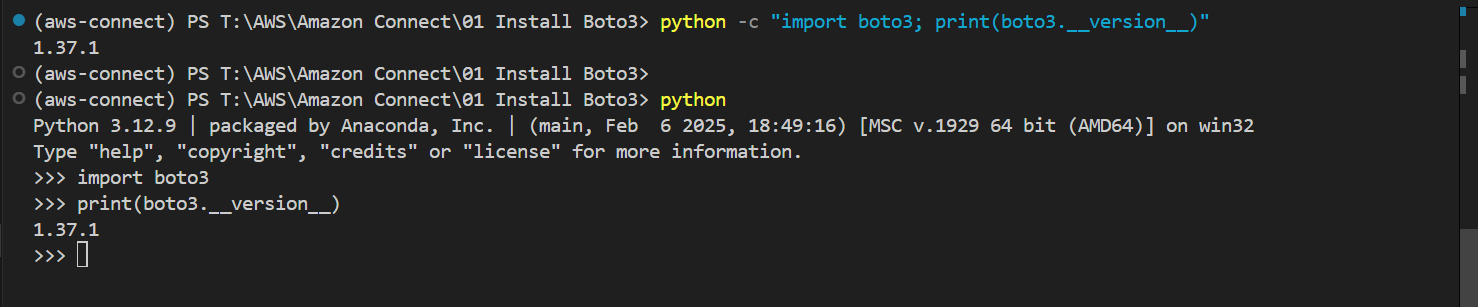 (aws-connect) PS T:\AWS\Amazon Connect\01 Install Boto3> python -c "import boto3; print(boto3.__version__)"
1.37.1
(aws-connect) PS T:\AWS\Amazon Connect\01 Install Boto3>
(aws-connect) PS T:\AWS\Amazon Connect\01 Install Boto3> python
Python 3.12.9 | packaged by Anaconda, Inc. | (main, Feb  6 2025, 18:49:16) [MSC v.1929 64 bit (AMD64)] on win32
Type "help", "copyright", "credits" or "license" for more information.
>>> import boto3
>>> print(boto3.__version__)
1.37.1
>>>